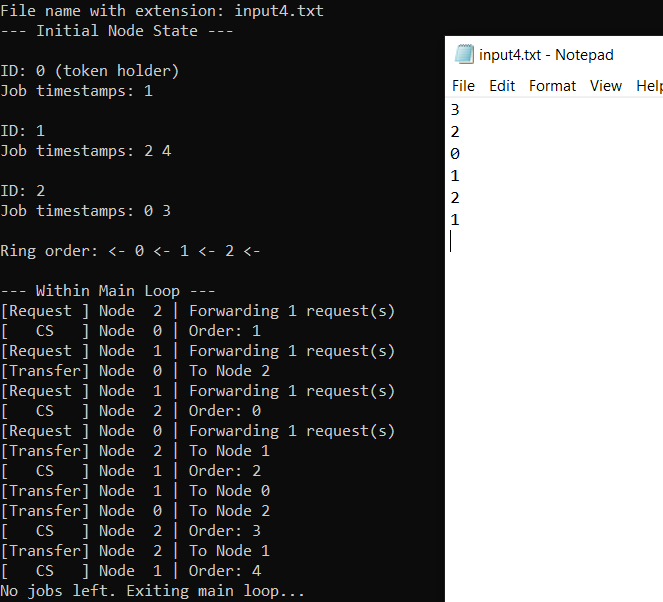 File name with extension: input4.txt
--- Initial Node State ---
ID: 0 (token holder)
Job timestamps: 1
ID: 1
Job timestamps: 2 4
ID: 2
Job timestamps: 0 3
Ring order: <- 0 <- 1 <- 2 <-
--- Within Main Loop ---
[Request ] Node  2 | Forwarding 1 request(s)
[   CS   ] Node  0 | Order: 1
[Request ] Node  1 | Forwarding 1 request(s)
[Transfer] Node  0 | To Node 2
[Request ] Node  1 | Forwarding 1 request(s)
[   CS   ] Node  2 | Order: 0
[Request ] Node  0 | Forwarding 1 request(s)
[Transfer] Node  2 | To Node 1
[   CS   ] Node  1 | Order: 2
[Transfer] Node  1 | To Node 0
[Transfer] Node  0 | To Node 2
[   CS   ] Node  2 | Order: 3
[Transfer] Node  2 | To Node 1
[   CS   ] Node  1 | Order: 4
No jobs left. Exiting main loop...
input4.txt - Notepad
File Edit Format View Help
3
2
0
1
2
1